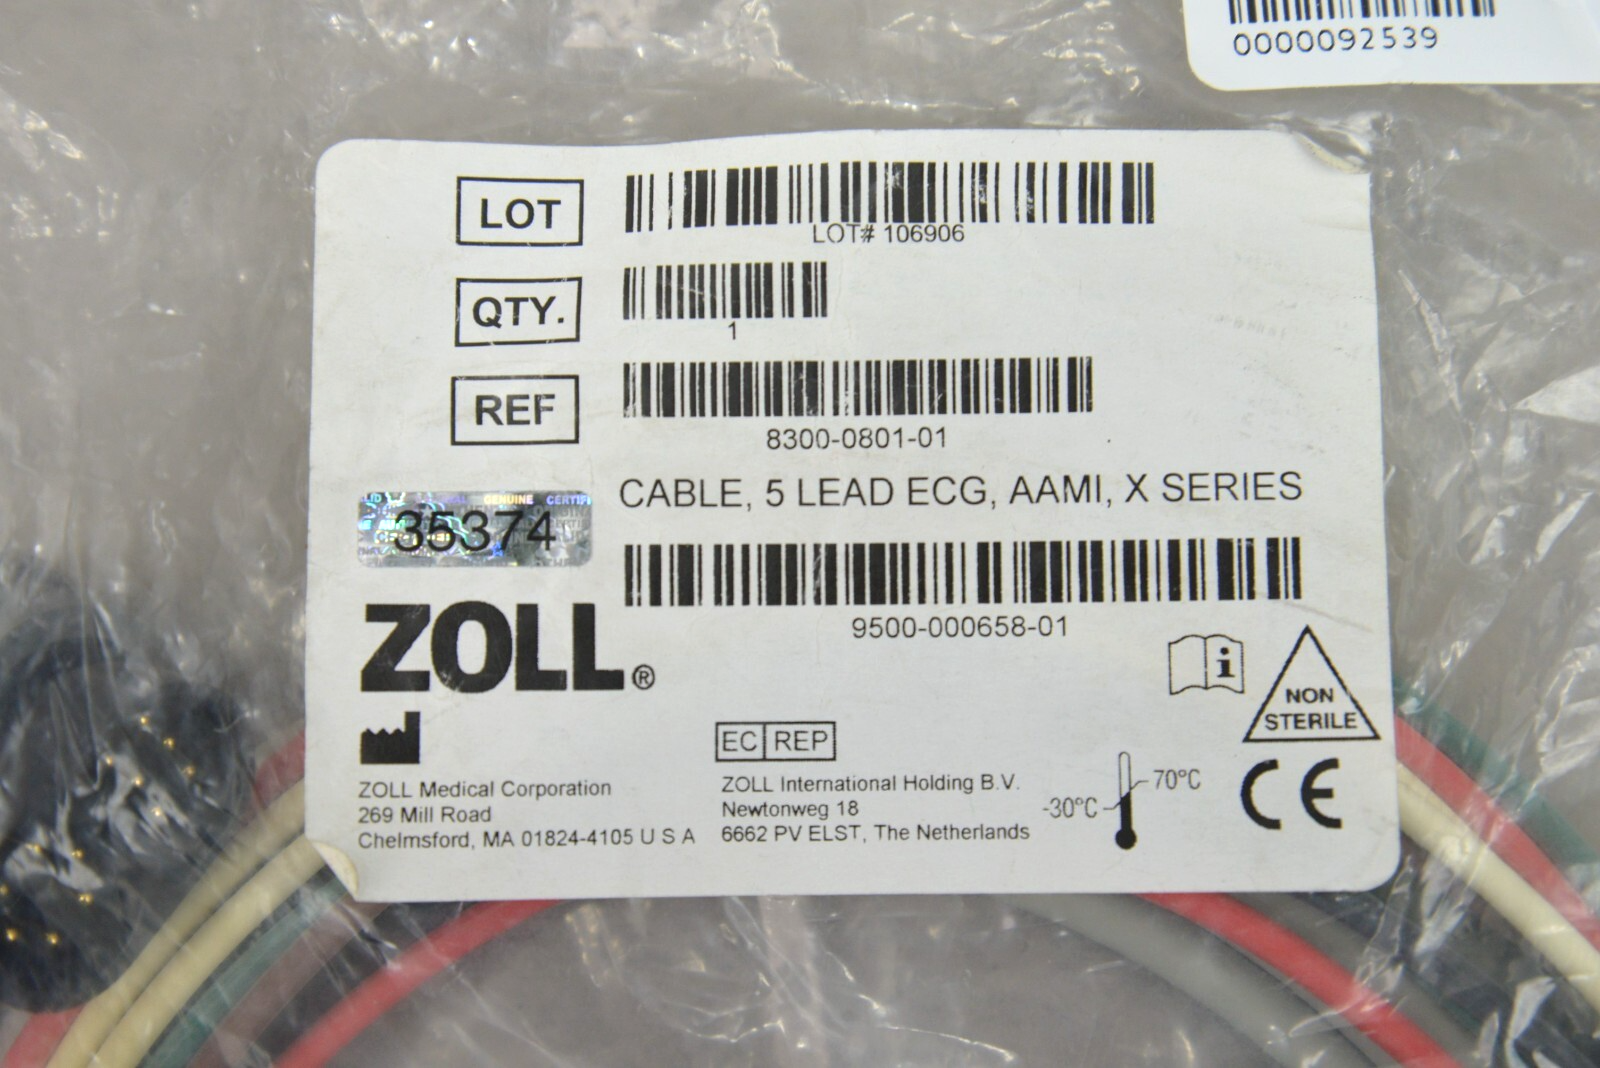 0000092539
LOT
LOT# 106906
QTY.
1
REF
8300-0801-01
CABLE, 5 LEAD ECG, AAMI, X SERIES
GENUINE CERTIFI
35374
9500-000658-01
ZOLL®
i
NON
STERILE
EC REP
ZOLL Medical Corporation
269 Mill Road
Chelmsford, MA 01824-4105 U S A
ZOLL International Holding B.V.
Newtonweg 18
6662 PV ELST, The Netherlands
-30°C
70°C
CE